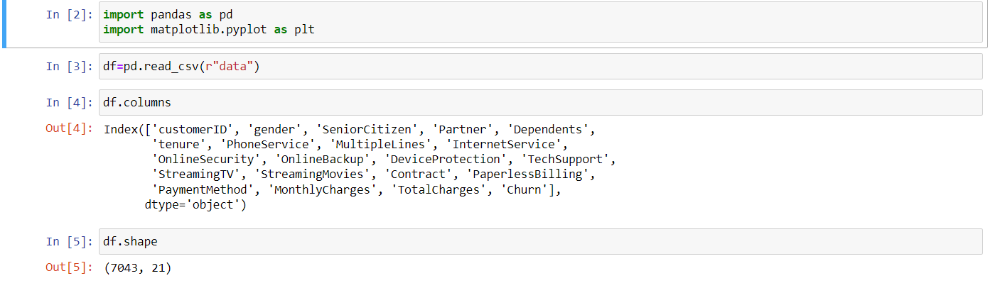 In [2]: import pandas as pd
import matplotlib.pyplot as plt
In [3]: df=pd.read_csv(r"data")
In [4]: df.columns
Out[4]: Index(['customerID', 'gender', 'SeniorCitizen', 'Partner', 'Dependents',
'tenure', 'PhoneService', 'MultipleLines', 'InternetService',
'OnlineSecurity', 'OnlineBackup', 'DeviceProtection', 'TechSupport',
'StreamingTV', 'StreamingMovies', 'Contract', 'PaperlessBilling',
'PaymentMethod', 'MonthlyCharges', 'TotalCharges', 'Churn'],
dtype='object')
In [5]: df.shape
Out[5]: (7043, 21)